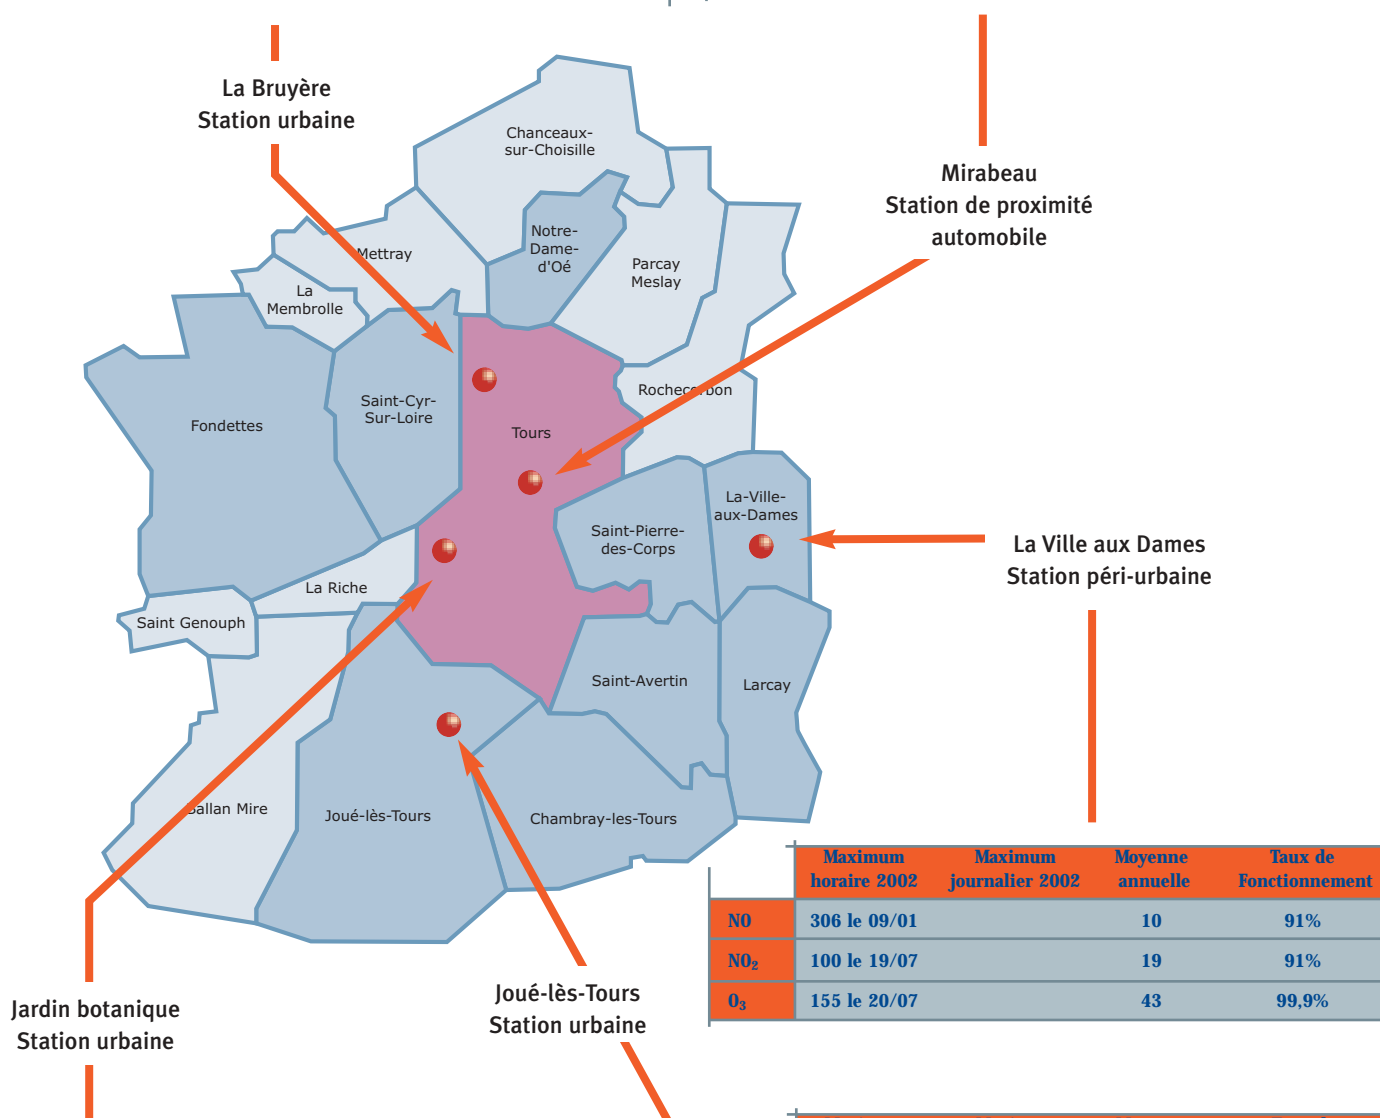 La Bruyère
Station urbaine
Mirabeau
Station de proximité
automobile
Chanceaux-
sur-Choisille
Notre-
Dame-
d'Oé
Mettray
Parcay
Meslay
La
Membrolle
Rochecorbon
Saint-Cyr-
Sur-Loire
Fondettes
Tours
La-Ville-
aux-Dames
Saint-Pierre-
des-Corps
La Ville aux Dames
Station péri-urbaine
La Riche
Saint Genouph
Saint-Avertin
Larcay
Ballan Mire
Joué-lès-Tours
Chambray-les-Tours
Jardin botanique
Station urbaine
Joué-lès-Tours
Station urbaine
Maximum Maximum Moyenne Taux de
horaire 2002 journalier 2002 annuelle Fonctionnement
NO 306 le 09/01 10 91%
NO₂ 100 le 19/07 19 91%
O₃ 155 le 20/07 43 99,9%